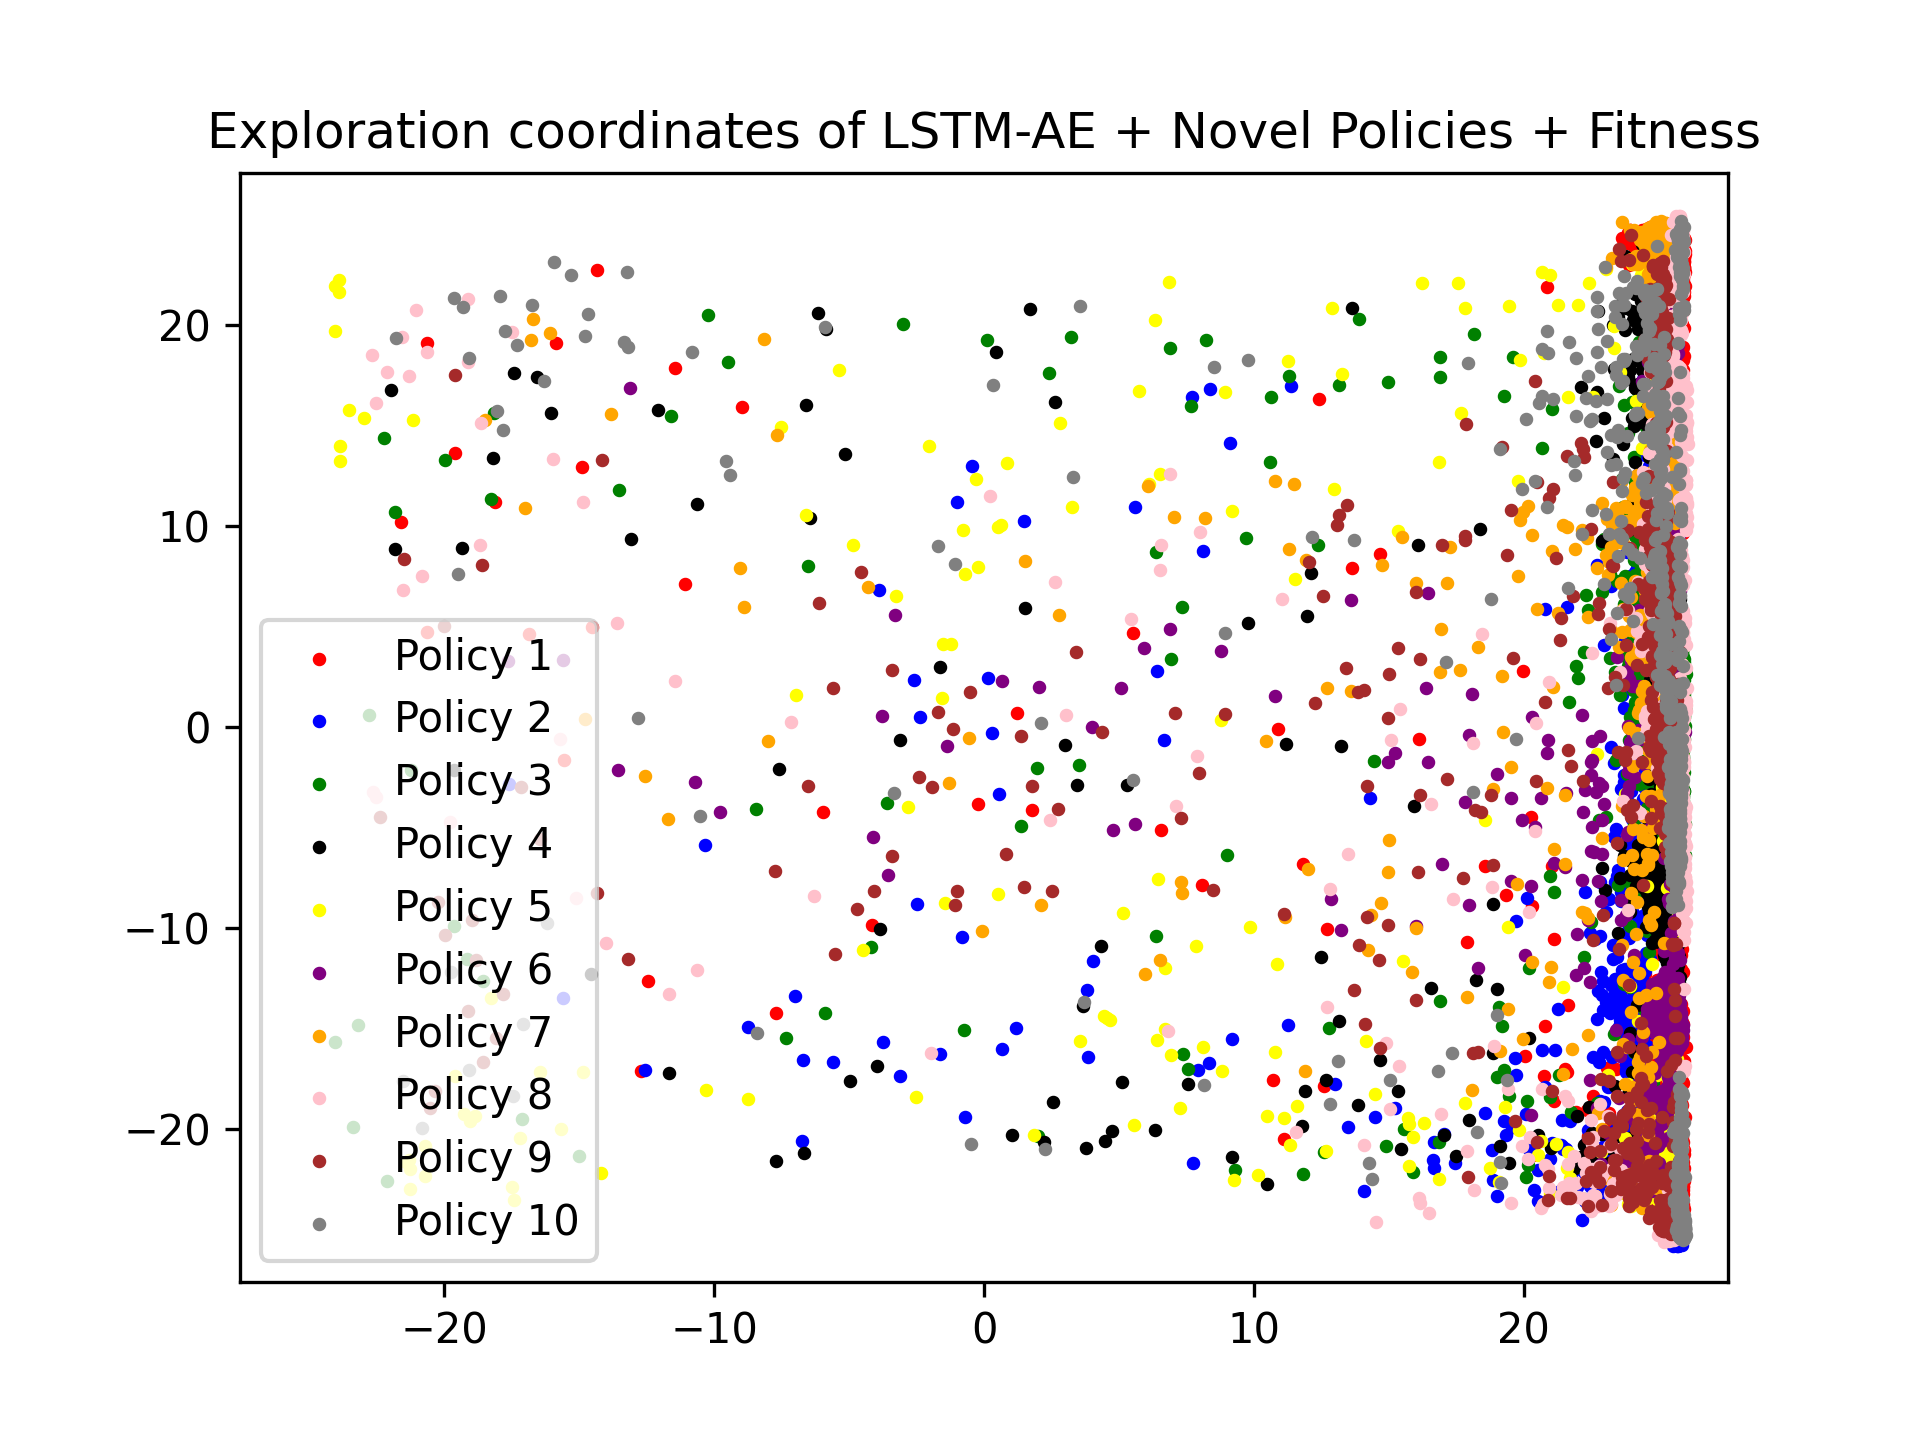 Exploration coordinates of LSTM-AE + Novel Policies + Fitness
20
10
0
−10
−20
Policy 1
Policy 2
Policy 3
Policy 4
Policy 5
Policy 6
Policy 7
Policy 8
Policy 9
Policy 10
−20 −10 0 10 20